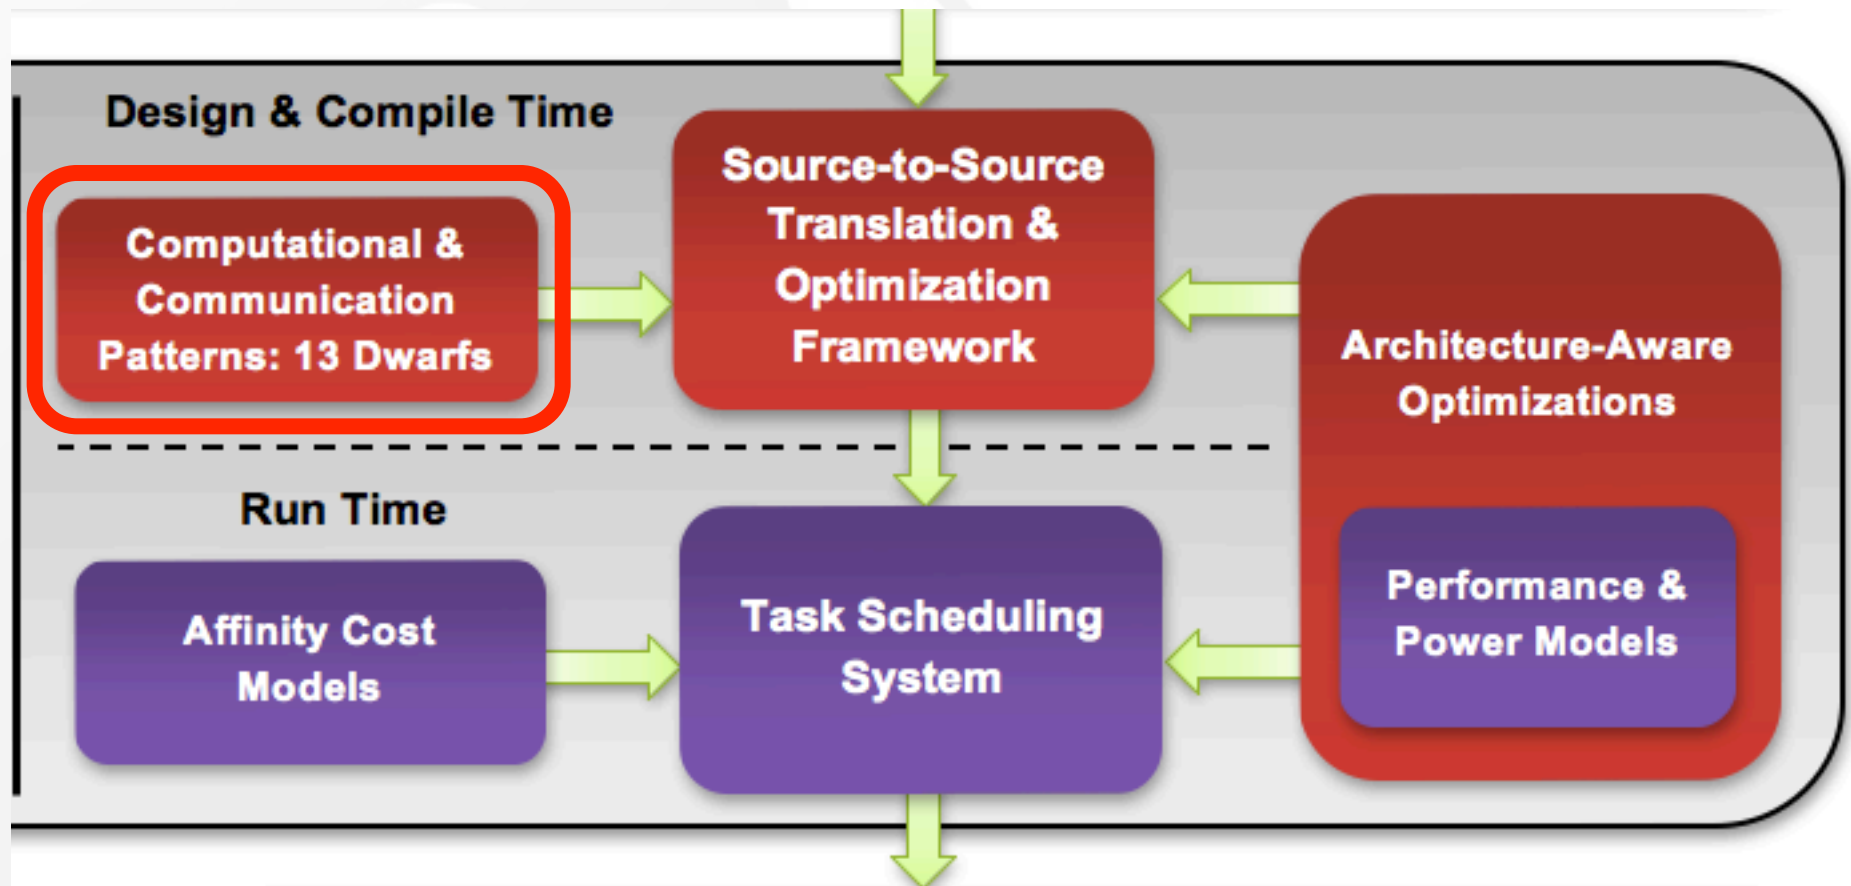 Design & Compile Time
Computational &
Communication
Patterns: 13 Dwarfs
Source-to-Source
Translation &
Optimization
Framework
Architecture-Aware
Optimizations
Run Time
Affinity Cost
Models
Task Scheduling
System
Performance &
Power Models